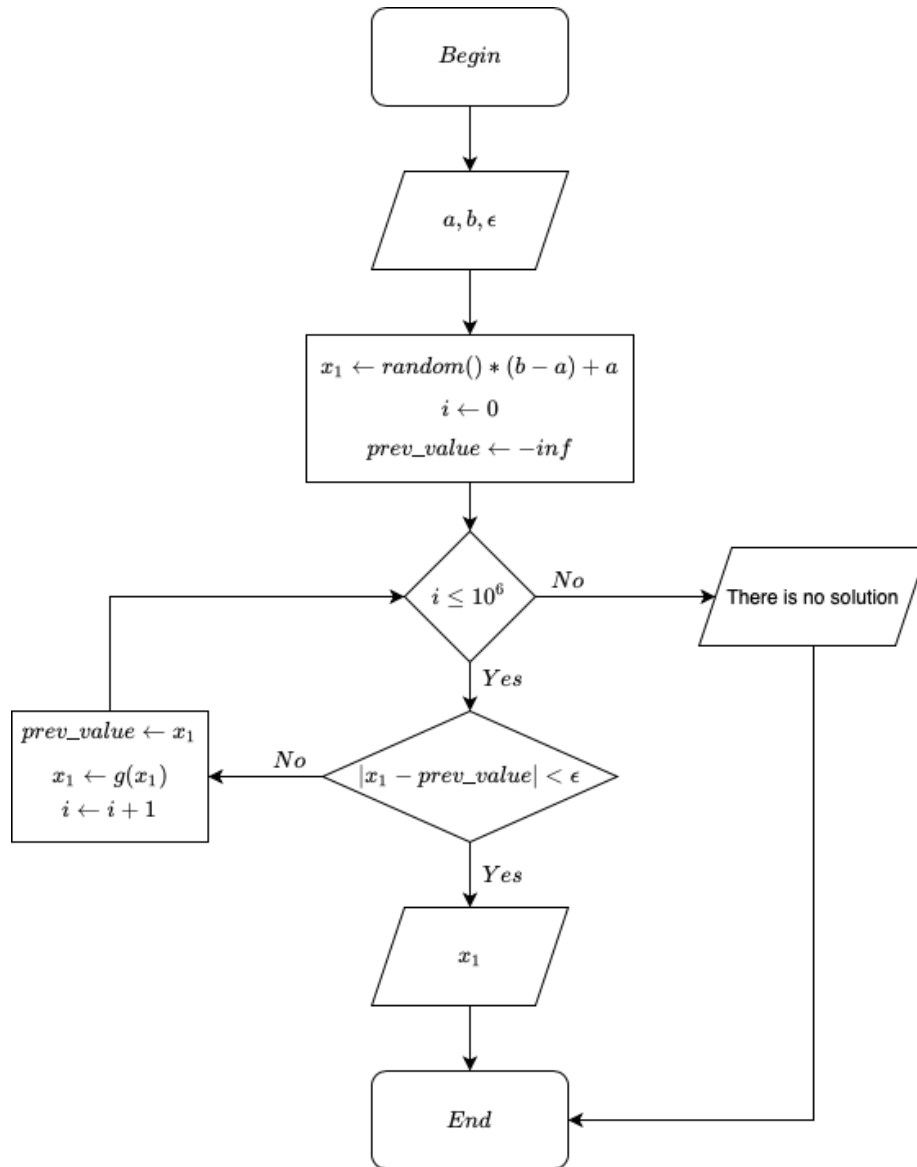 Begin
a, b, ϵ
x₁ ← random() * (b − a) + a
i ← 0
prev_value ← −inf
i ≤ 10⁶
No
There is no solution
Yes
prev_value ← x₁
x₁ ← g(x₁)
i ← i + 1
No
|x₁ − prev_value| < ϵ
Yes
x₁
End